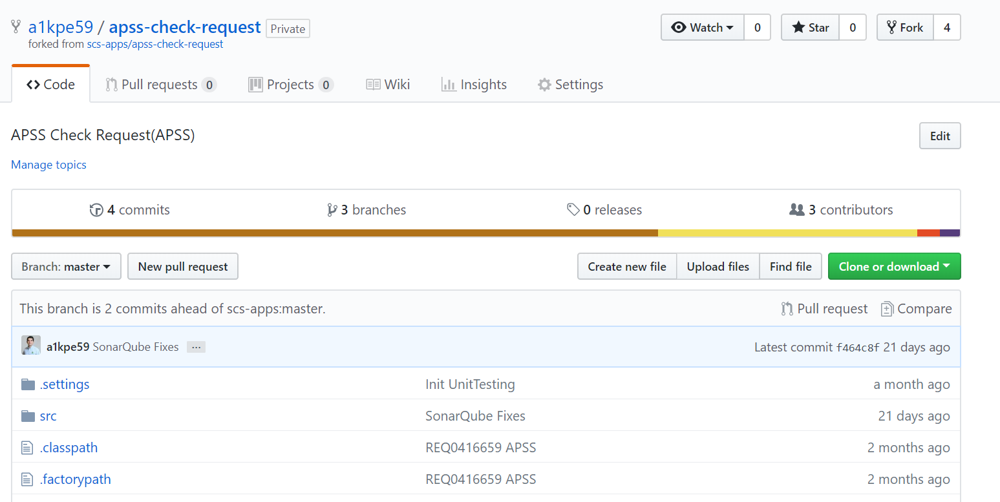 a1kpe59 / apss-check-request Private
forked from scs-apps/apss-check-request
Watch 0 Star 0 Fork 4
Code Pull requests 0 Projects 0 Wiki Insights Settings
APSS Check Request(APSS) Edit
Manage topics
4 commits 3 branches 0 releases 3 contributors
Branch: master New pull request Create new file Upload files Find file Clone or download
This branch is 2 commits ahead of scs-apps:master. Pull request Compare
a1kpe59 SonarQube Fixes ... Latest commit f464c8f 21 days ago
.settings Init UnitTesting a month ago
src SonarQube Fixes 21 days ago
.classpath REQ0416659 APSS 2 months ago
.factorypath REQ0416659 APSS 2 months ago